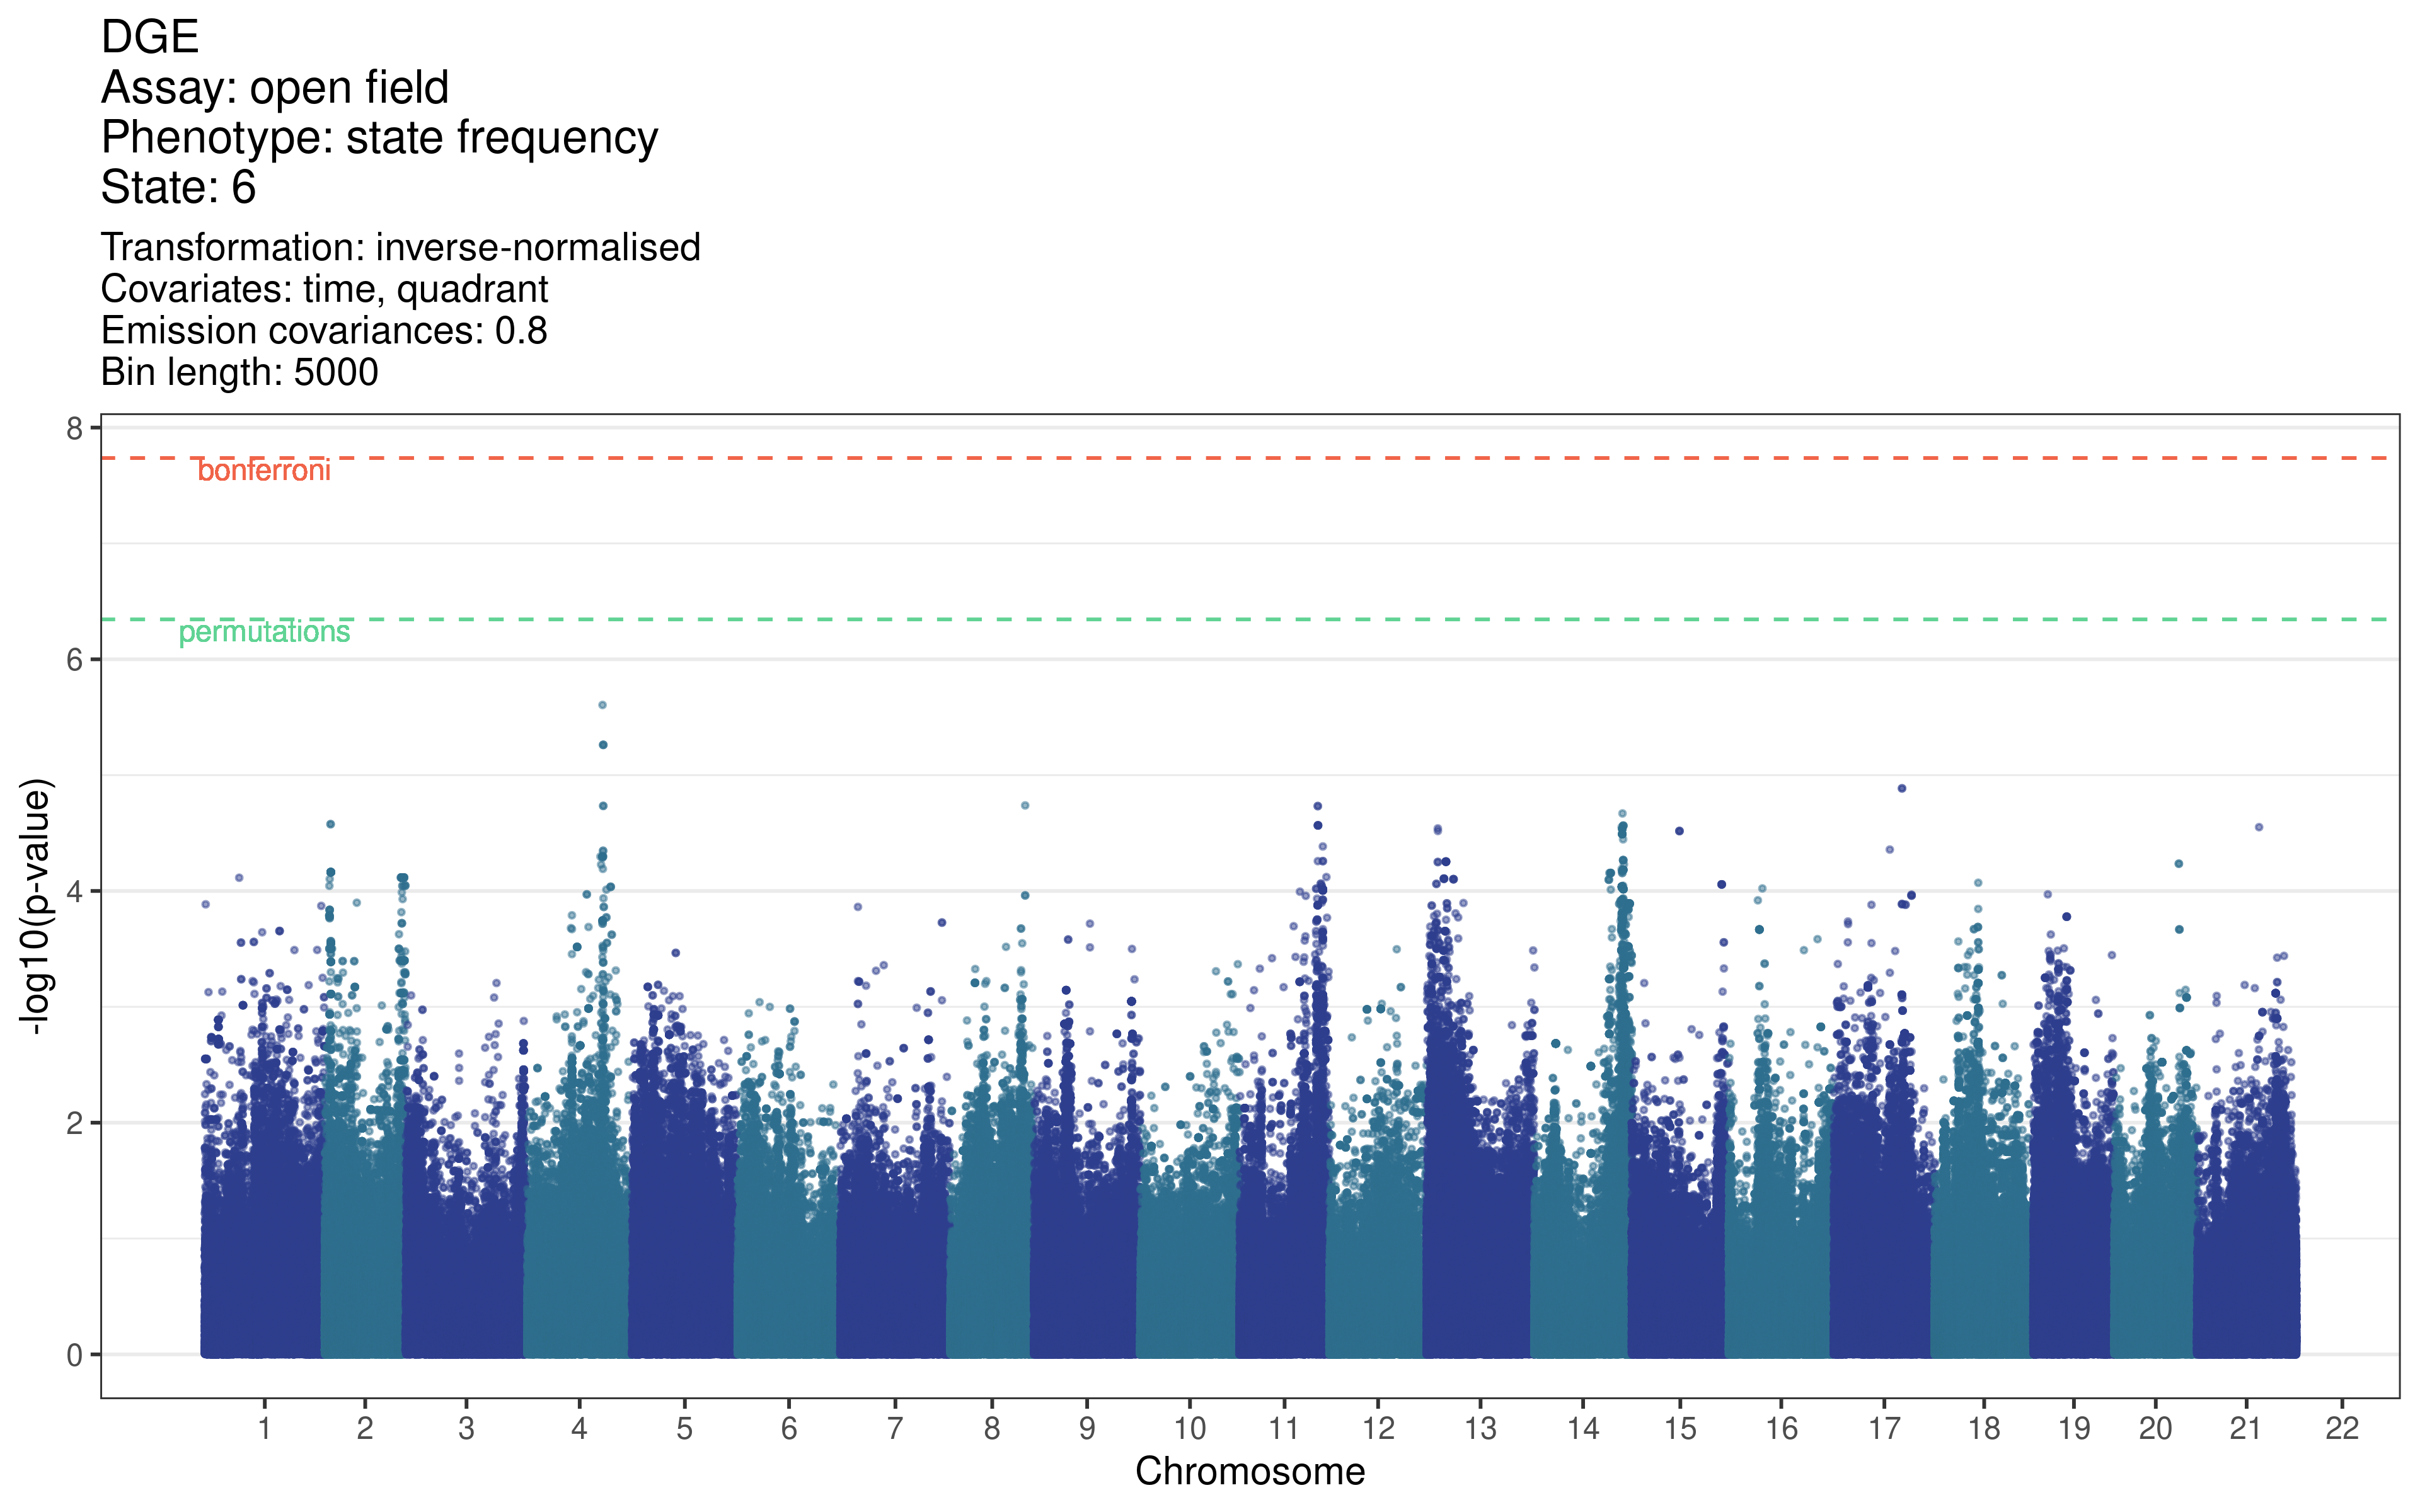 DGE
Assay: open field
Phenotype: state frequency
State: 6
Transformation: inverse-normalised
Covariates: time, quadrant
Emission covariances: 0.8
Bin length: 5000
8
bonferroni
permutations
6
4
2
0
-log10(p-value)
1 2 3 4 5 6 7 8 9 10 11 12 13 14 15 16 17 18 19 20 21 22
Chromosome